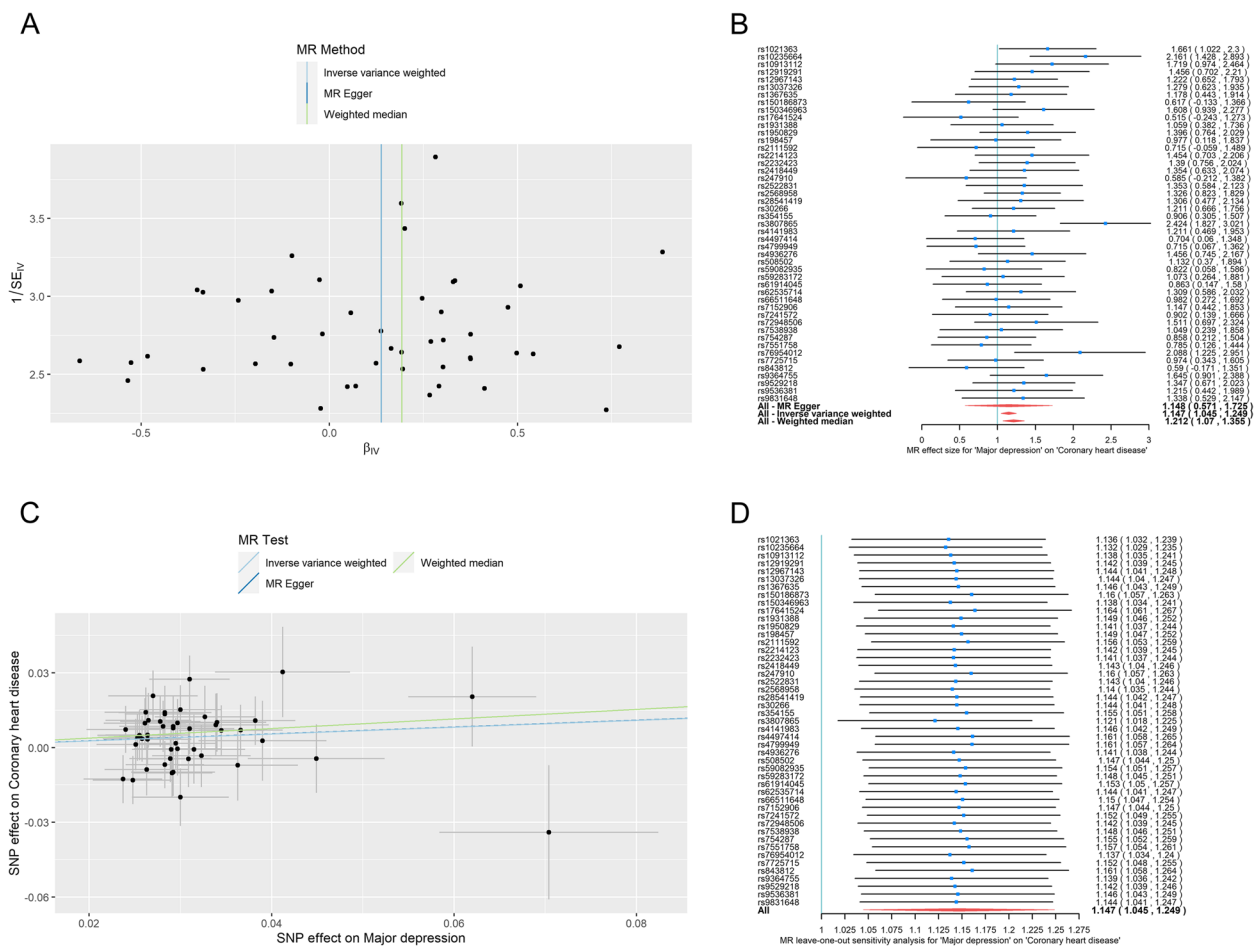 A
MR Method
Inverse variance weighted
MR Egger
Weighted median
3.5
3.0
2.5
1/SE_IV
-0.5
0.0
0.5
β_IV
B
rs1021363 1.661 ( 1.022 , 2.3 )
rs10235664 2.161 ( 1.428 , 2.893 )
rs10913112 1.719 ( 0.974 , 2.464 )
rs12919291 1.456 ( 0.702 , 2.21 )
rs12967143 1.222 ( 0.652 , 1.793 )
rs13037326 1.279 ( 0.623 , 1.935 )
rs1367635 1.178 ( 0.443 , 1.914 )
rs150186873 0.617 ( -0.133 , 1.366 )
rs150346963 1.608 ( 0.939 , 2.277 )
rs17641524 0.515 ( -0.243 , 1.273 )
rs1931388 1.059 ( 0.382 , 1.736 )
rs1950829 1.396 ( 0.764 , 2.029 )
rs198457 0.977 ( 0.118 , 1.837 )
rs2111592 0.715 ( -0.059 , 1.489 )
rs2214123 1.454 ( 0.703 , 2.206 )
rs2232423 1.39 ( 0.756 , 2.024 )
rs2418449 1.354 ( 0.633 , 2.074 )
rs247910 0.585 ( -0.212 , 1.382 )
rs2522831 1.353 ( 0.584 , 2.123 )
rs2568958 1.326 ( 0.823 , 1.829 )
rs28541419 1.306 ( 0.477 , 2.134 )
rs30266 1.211 ( 0.666 , 1.756 )
rs354155 0.906 ( 0.305 , 1.507 )
rs3807865 2.424 ( 1.827 , 3.021 )
rs4141983 1.211 ( 0.469 , 1.953 )
rs4497414 0.704 ( 0.06 , 1.348 )
rs4799949 0.715 ( 0.067 , 1.362 )
rs4936276 1.456 ( 0.745 , 2.167 )
rs508502 1.132 ( 0.37 , 1.894 )
rs59082935 0.822 ( 0.058 , 1.586 )
rs59283172 1.073 ( 0.264 , 1.881 )
rs61914045 0.863 ( 0.147 , 1.58 )
rs62535714 1.309 ( 0.586 , 2.032 )
rs66511648 0.982 ( 0.272 , 1.692 )
rs7152906 1.147 ( 0.442 , 1.853 )
rs7241572 0.902 ( 0.139 , 1.666 )
rs72948506 1.511 ( 0.697 , 2.324 )
rs7538938 1.049 ( 0.239 , 1.858 )
rs754287 0.858 ( 0.212 , 1.504 )
rs7551758 0.785 ( 0.126 , 1.444 )
rs76954012 2.088 ( 1.225 , 2.951 )
rs7725715 0.974 ( 0.343 , 1.605 )
rs843812 0.59 ( -0.171 , 1.351 )
rs9364755 1.645 ( 0.901 , 2.388 )
rs9529218 1.347 ( 0.671 , 2.023 )
rs9536381 1.215 ( 0.442 , 1.989 )
rs9831648 1.338 ( 0.529 , 2.147 )
All - MR Egger 1.148 ( 0.571 , 1.725 )
All - Inverse variance weighted 1.147 ( 1.045 , 1.249 )
All - Weighted median 1.212 ( 1.07 , 1.355 )
0 0.5 1 1.5 2 2.5 3
MR effect size for 'Major depression' on 'Coronary heart disease'
C
MR Test
Inverse variance weighted
Weighted median
MR Egger
0.03
0.00
-0.03
-0.06
SNP effect on Coronary heart disease
0.02 0.04 0.06 0.08
SNP effect on Major depression
D
rs1021363 1.136 ( 1.032 , 1.239 )
rs10235664 1.132 ( 1.029 , 1.235 )
rs10913112 1.138 ( 1.035 , 1.241 )
rs12919291 1.142 ( 1.039 , 1.245 )
rs12967143 1.144 ( 1.041 , 1.248 )
rs13037326 1.144 ( 1.04 , 1.247 )
rs1367635 1.146 ( 1.043 , 1.249 )
rs150186873 1.16 ( 1.057 , 1.263 )
rs150346963 1.138 ( 1.034 , 1.241 )
rs17641524 1.164 ( 1.061 , 1.267 )
rs1931388 1.149 ( 1.046 , 1.252 )
rs1950829 1.141 ( 1.037 , 1.244 )
rs198457 1.149 ( 1.047 , 1.252 )
rs2111592 1.156 ( 1.053 , 1.259 )
rs2214123 1.142 ( 1.039 , 1.245 )
rs2232423 1.141 ( 1.037 , 1.244 )
rs2418449 1.143 ( 1.04 , 1.246 )
rs247910 1.16 ( 1.057 , 1.263 )
rs2522831 1.143 ( 1.04 , 1.246 )
rs2568958 1.14 ( 1.035 , 1.244 )
rs28541419 1.144 ( 1.042 , 1.247 )
rs30266 1.144 ( 1.041 , 1.248 )
rs354155 1.155 ( 1.051 , 1.258 )
rs3807865 1.121 ( 1.018 , 1.225 )
rs4141983 1.146 ( 1.042 , 1.249 )
rs4497414 1.161 ( 1.058 , 1.265 )
rs4799949 1.161 ( 1.057 , 1.264 )
rs4936276 1.141 ( 1.038 , 1.244 )
rs508502 1.147 ( 1.044 , 1.25 )
rs59082935 1.154 ( 1.051 , 1.257 )
rs59283172 1.148 ( 1.045 , 1.251 )
rs61914045 1.153 ( 1.05 , 1.257 )
rs62535714 1.144 ( 1.041 , 1.247 )
rs66511648 1.15 ( 1.047 , 1.254 )
rs7152906 1.147 ( 1.044 , 1.25 )
rs7241572 1.152 ( 1.049 , 1.255 )
rs72948506 1.142 ( 1.039 , 1.245 )
rs7538938 1.148 ( 1.046 , 1.251 )
rs754287 1.155 ( 1.052 , 1.259 )
rs7551758 1.157 ( 1.054 , 1.261 )
rs76954012 1.137 ( 1.034 , 1.24 )
rs7725715 1.152 ( 1.048 , 1.255 )
rs843812 1.161 ( 1.058 , 1.264 )
rs9364755 1.139 ( 1.036 , 1.242 )
rs9529218 1.142 ( 1.039 , 1.246 )
rs9536381 1.146 ( 1.043 , 1.249 )
rs9831648 1.144 ( 1.041 , 1.247 )
All 1.147 ( 1.045 , 1.249 )
1 1.025 1.05 1.075 1.1 1.125 1.15 1.175 1.2 1.225 1.25 1.275
MR leave-one-out sensitivity analysis for 'Major depression' on 'Coronary heart disease'